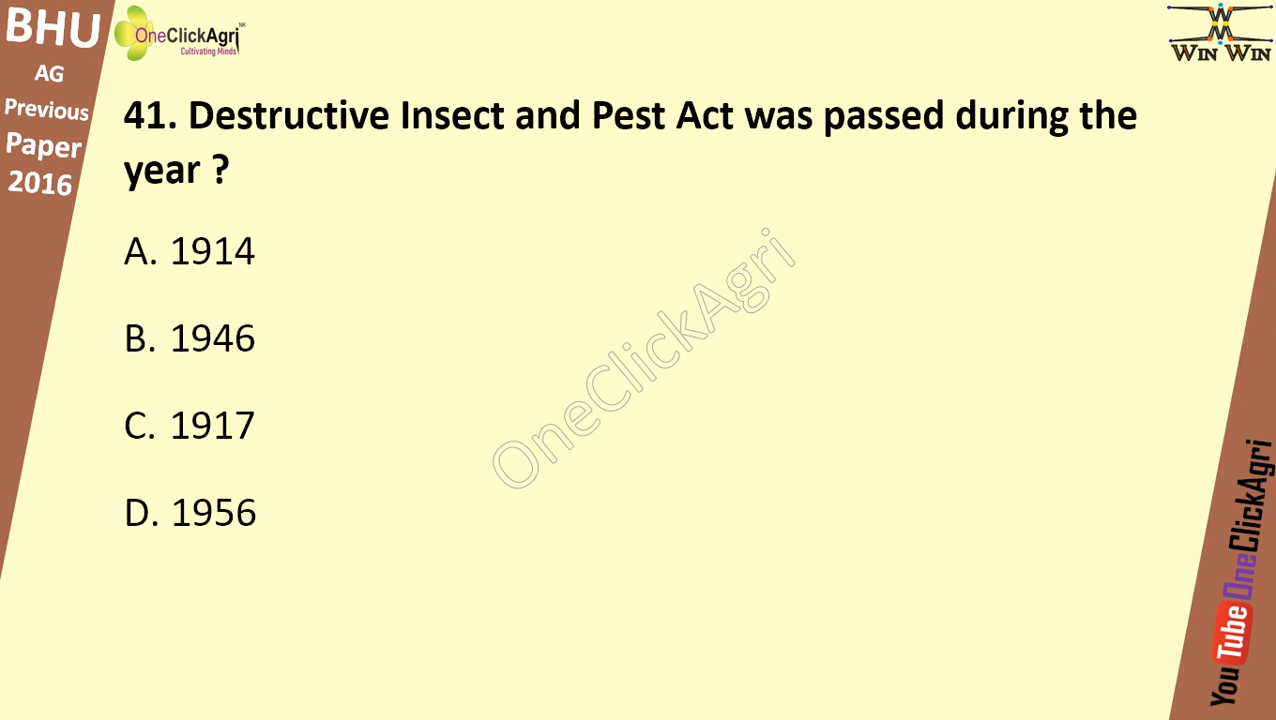 BHU
AG
Previous
Paper
2016
OneClickAgri NK
Cultivating Minds
WIN WIN
41. Destructive Insect and Pest Act was passed during the
year ?
A. 1914
B. 1946
C. 1917
D. 1956
OneClickAgri
YouTube OneClickAgri